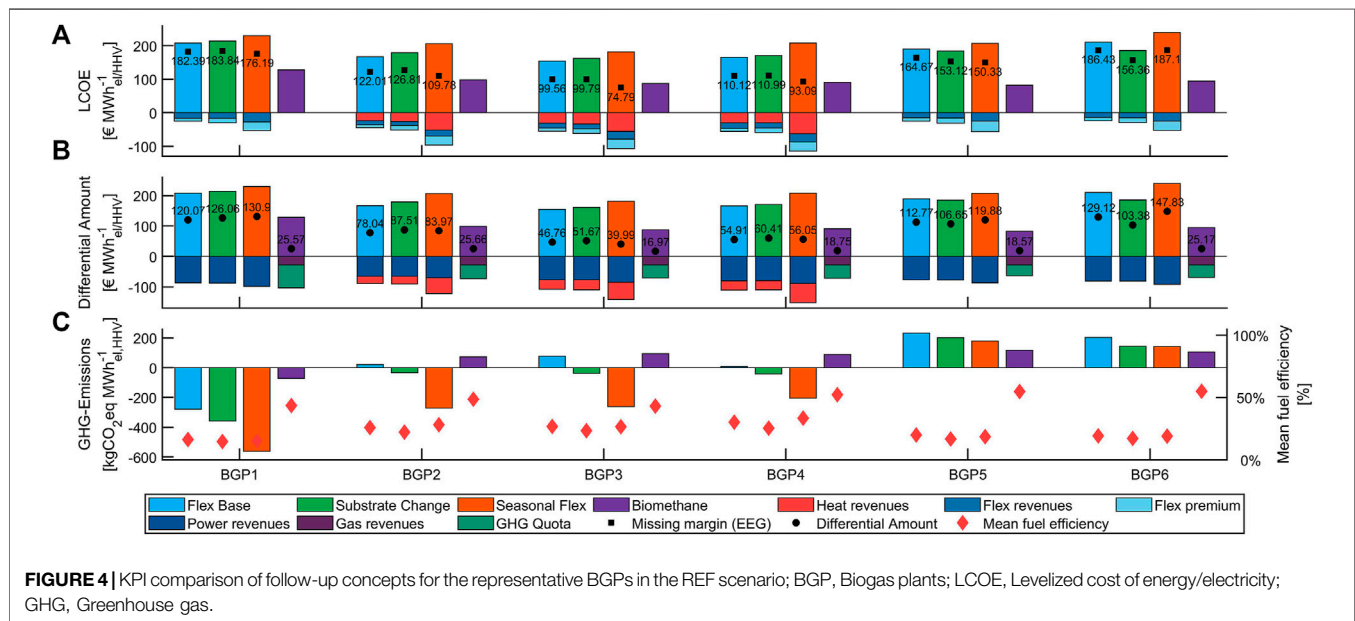 A
LCOE
[€ MWh⁻¹el/HHV]
200
100
0
-100
182.39 183.84 176.19
122.01 126.81 109.78
99.56 99.79 74.79
110.12 110.99 93.09
164.67 153.12 150.33
186.43 156.36 187.1
B
Differential Amount
[€ MWh⁻¹el/HHV]
200
100
0
-100
120.07 126.06 130.9 25.57
78.04 87.51 83.97 25.66
46.76 51.67 39.99 16.97
54.91 60.41 56.05 18.75
112.77 106.65 119.88 18.57
129.12 103.38 147.83 25.17
C
GHG-Emissions
[kgCO₂eq MWh⁻¹el,HHV]
200
0
-200
-400
-600
100%
50%
0%
Mean fuel efficiency
[%]
BGP1 BGP2 BGP3 BGP4 BGP5 BGP6
Flex Base Substrate Change Seasonal Flex Biomethane Heat revenues Flex revenues Flex premium
Power revenues Gas revenues GHG Quota Missing margin (EEG) Differential Amount Mean fuel efficiency
FIGURE 4 | KPI comparison of follow-up concepts for the representative BGPs in the REF scenario; BGP, Biogas plants; LCOE, Levelized cost of energy/electricity;
GHG, Greenhouse gas.